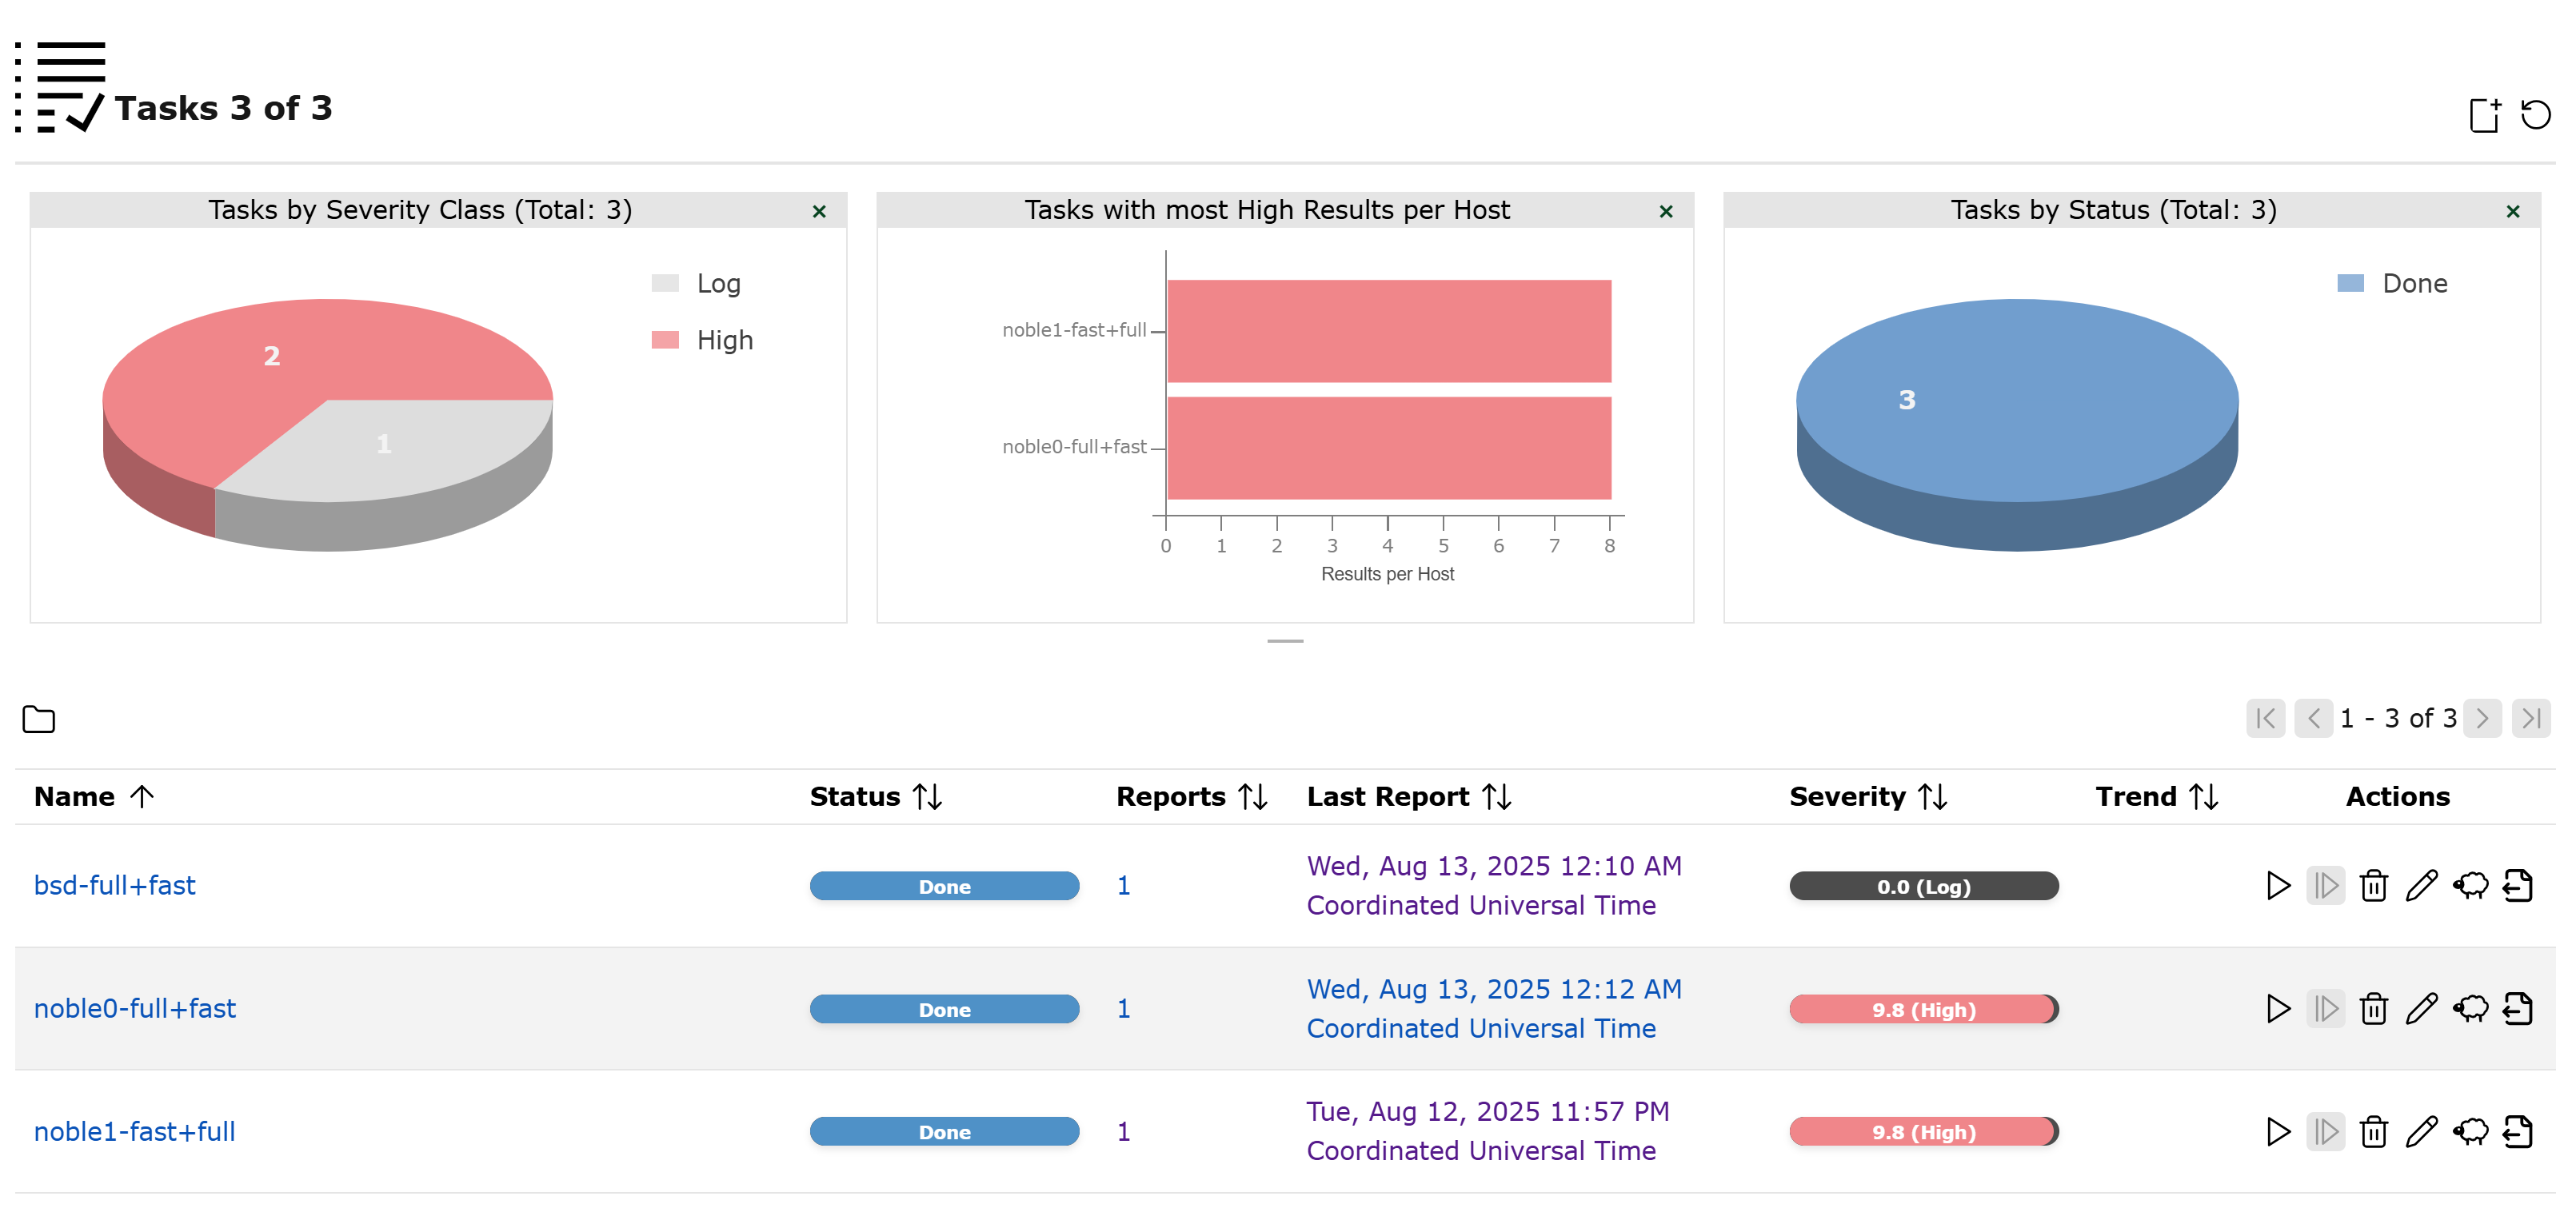 Tasks 3 of 3
Tasks by Severity Class (Total: 3) ×
2
1
Log
High
Tasks with most High Results per Host ×
noble1-fast+full
noble0-full+fast
0 1 2 3 4 5 6 7 8
Results per Host
Tasks by Status (Total: 3) ×
3
Done
1 - 3 of 3
Name Status Reports Last Report Severity Trend Actions
bsd-full+fast Done 1 Wed, Aug 13, 2025 12:10 AM 0.0 (Log)
Coordinated Universal Time
noble0-full+fast Done 1 Wed, Aug 13, 2025 12:12 AM 9.8 (High)
Coordinated Universal Time
noble1-fast+full Done 1 Tue, Aug 12, 2025 11:57 PM 9.8 (High)
Coordinated Universal Time